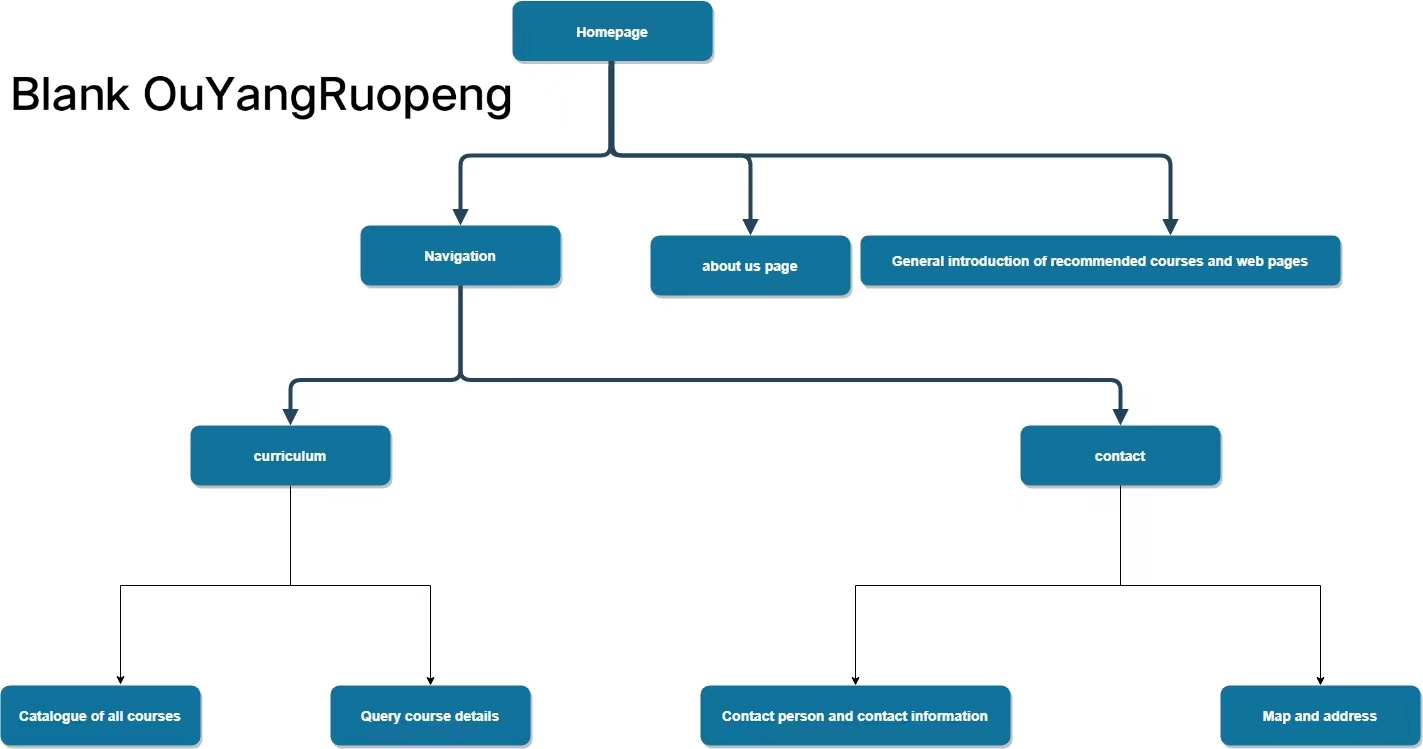 Homepage
Blank OuYangRuopeng
Navigation
about us page
General introduction of recommended courses and web pages
curriculum
contact
Catalogue of all courses
Query course details
Contact person and contact information
Map and address